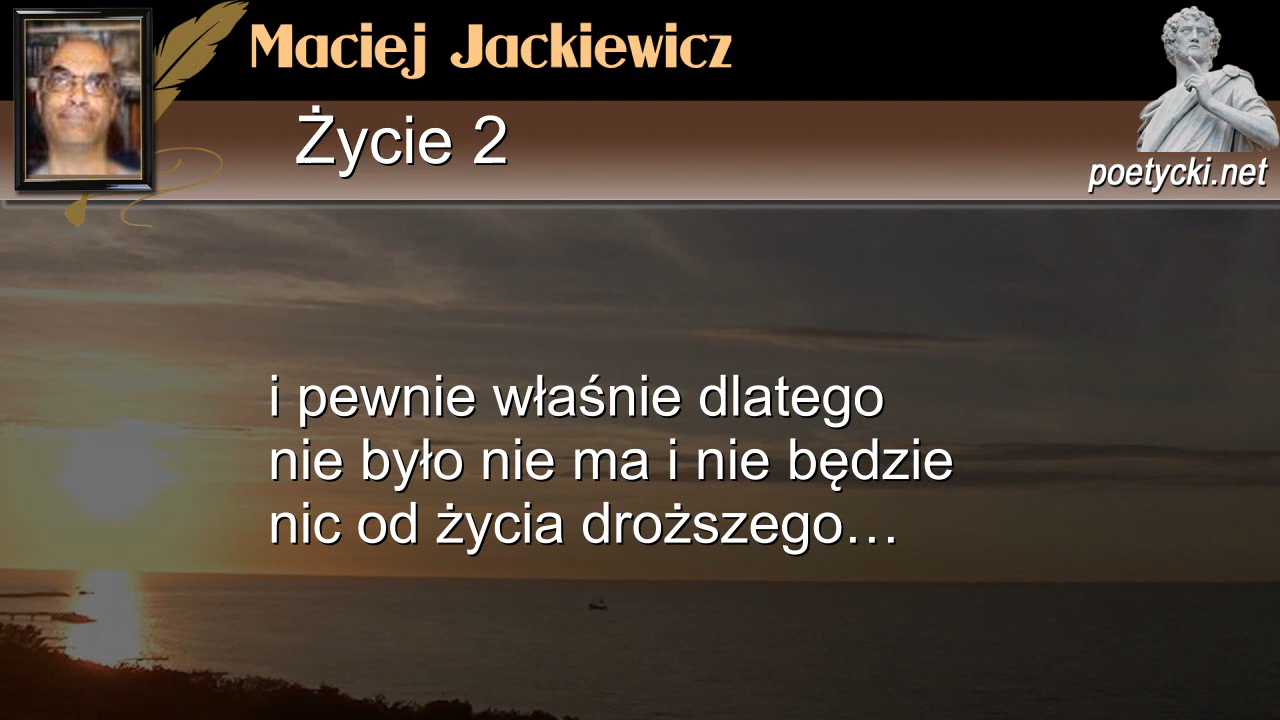 Maciej Jackiewicz
Życie 2
poetycki.net
i pewnie właśnie dlatego
nie było nie ma i nie będzie
nic od życia droższego…